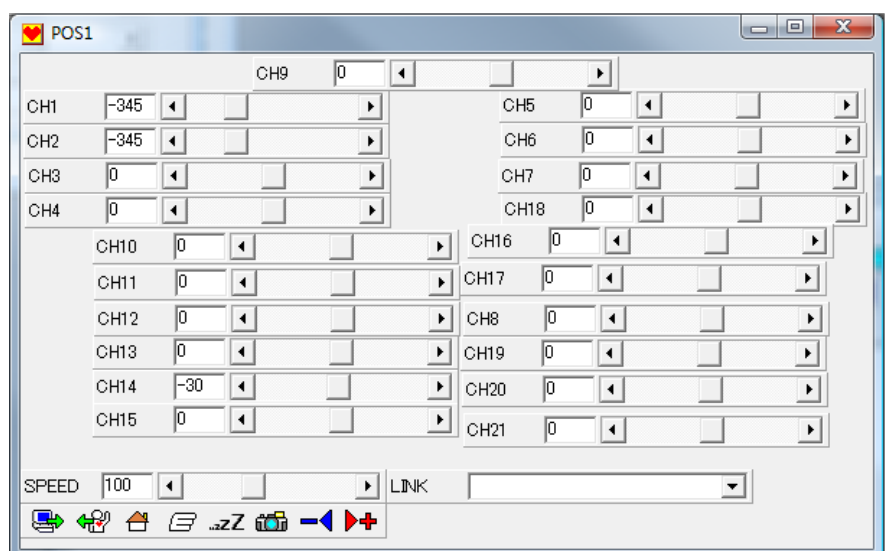 POS1
CH9 0
CH1 -345
CH5 0
CH2 -345
CH6 0
CH3 0
CH7 0
CH4 0
CH18 0
CH10 0
CH16 0
CH11 0
CH17 0
CH12 0
CH8 0
CH13 0
CH19 0
CH14 -30
CH20 0
CH15 0
CH21 0
SPEED 100
LINK
..zzZ